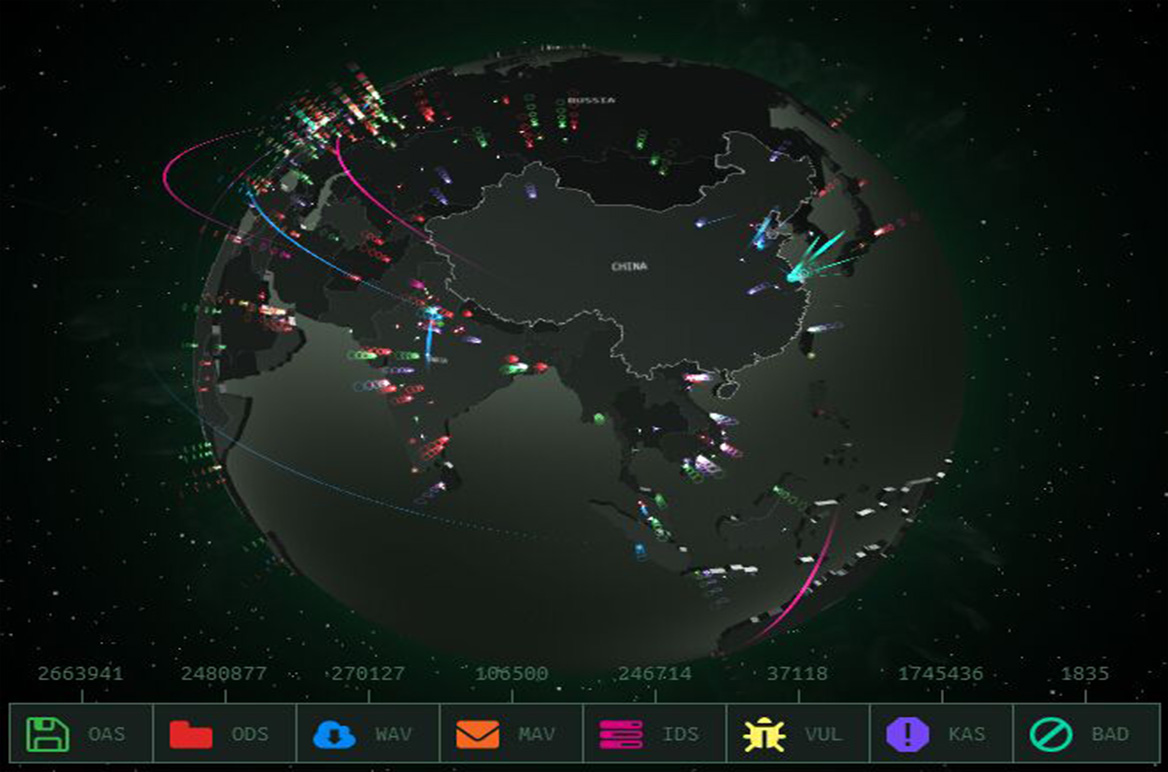 RUSSIA
CHINA
2663941 2480877 270127 106500 246714 37118 1745436 1835
OAS ODS WAV MAV IDS VUL KAS BAD